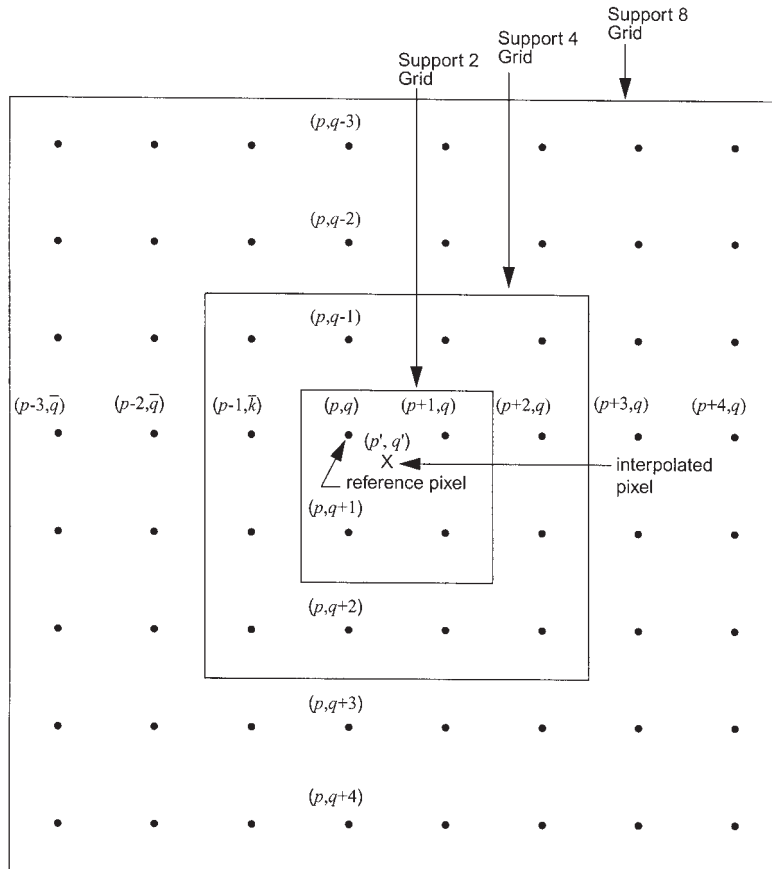 Support 8
Grid
Support 4
Grid
Support 2
Grid
(p,q-3)
(p,q-2)
(p,q-1)
(p-3,q̅)
(p-2,q̅)
(p-1,k̅)
(p,q)
(p+1,q)
(p+2,q)
(p+3,q)
(p+4,q)
(p', q')
X
interpolated
pixel
reference pixel
(p,q+1)
(p,q+2)
(p,q+3)
(p,q+4)